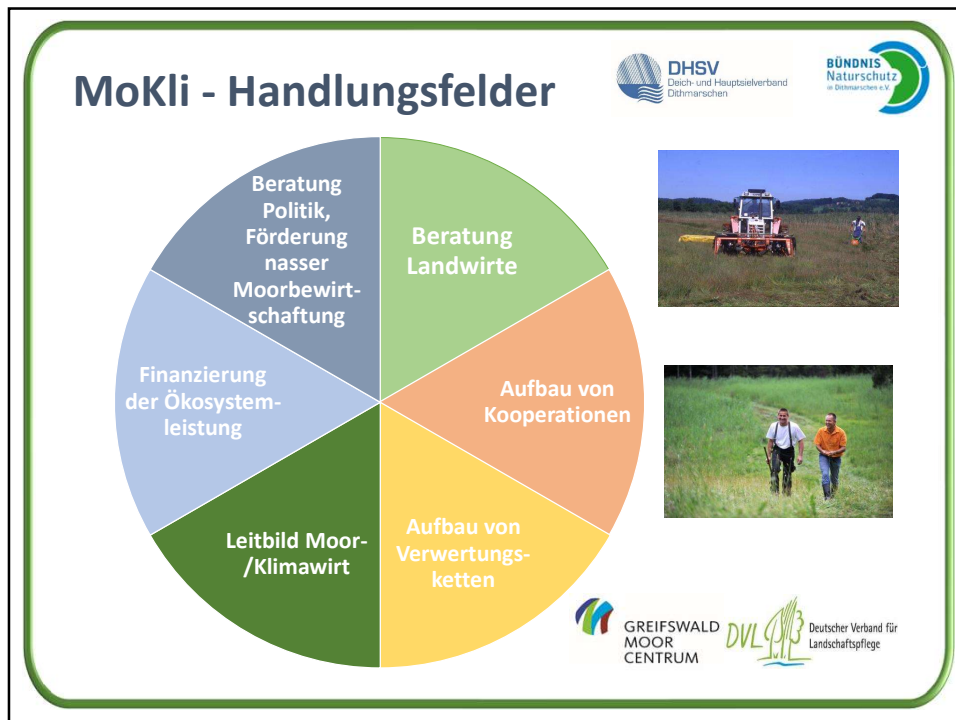 MoKli - Handlungsfelder
DHSV
Deich- und Hauptsielverband
Dithmarschen
BÜNDNIS
Naturschutz
in Dithmarschen e.V.
Beratung
Politik,
Förderung
nasser
Moorbewirt-
schaftung
Beratung
Landwirte
Finanzierung
der Ökosystem-
leistung
Aufbau von
Kooperationen
Leitbild Moor-
/Klimawirt
Aufbau von
Verwertungs-
ketten
GREIFSWALD
MOOR
CENTRUM
DVL
Deutscher Verband für
Landschaftspflege